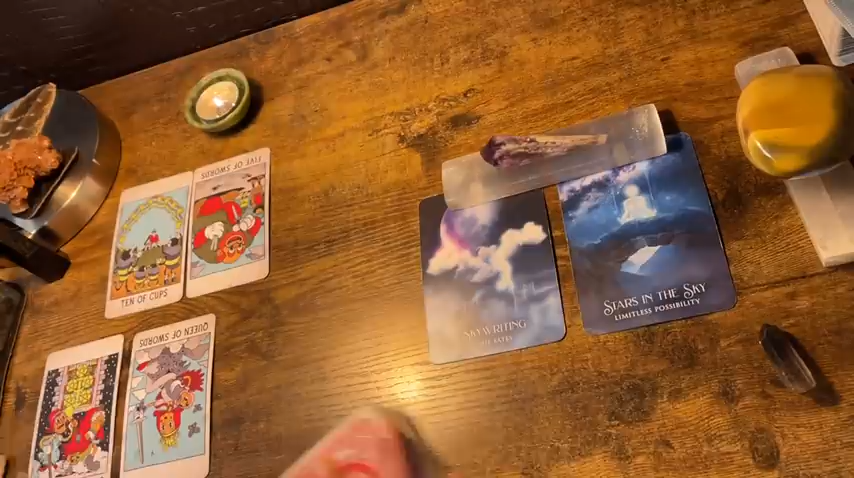 FIVE OF SWORDS
TEN OF CUPS
QUEEN OF SWORDS
SKYWRITING
STARS IN THE SKY
LIMITLESS POSSIBILITY